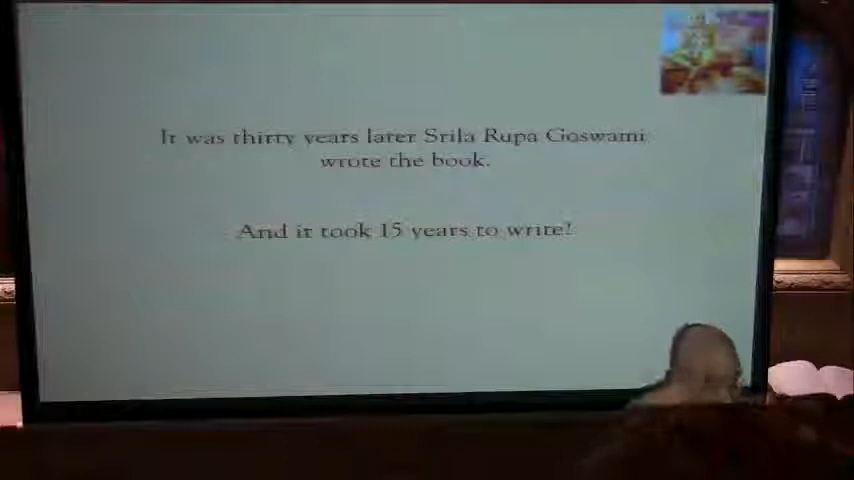 It was thirty years later Srila Rupa Goswami
wrote the book.
And it took 15 years to write!